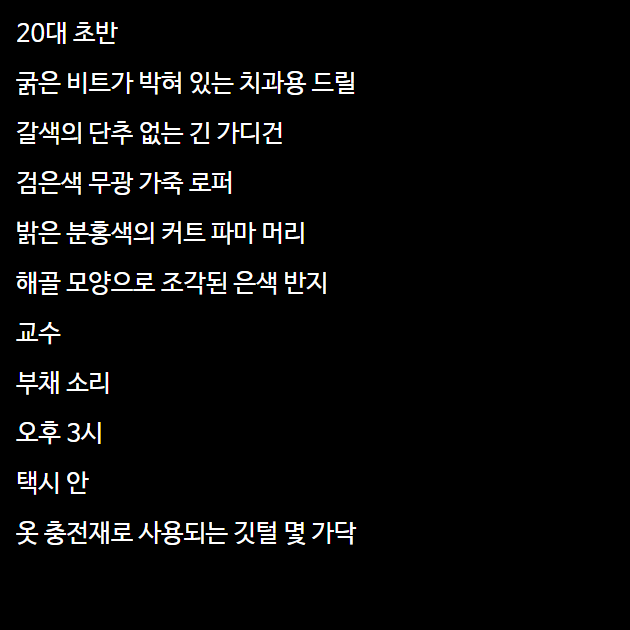 20대 초반
굵은 비트가 박혀 있는 치과용 드릴
갈색의 단추 없는 긴 가디건
검은색 무광 가죽 로퍼
밝은 분홍색의 커트 파마 머리
해골 모양으로 조각된 은색 반지
교수
부채 소리
오후 3시
택시 안
옷 충전재로 사용되는 깃털 몇 가닥